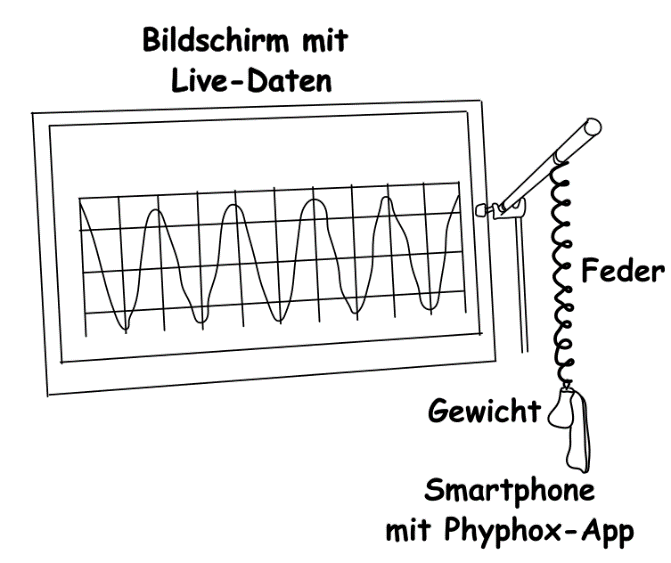 Bildschirm mit
Live-Daten
Feder
Gewicht
Smartphone
mit Phyphox-App